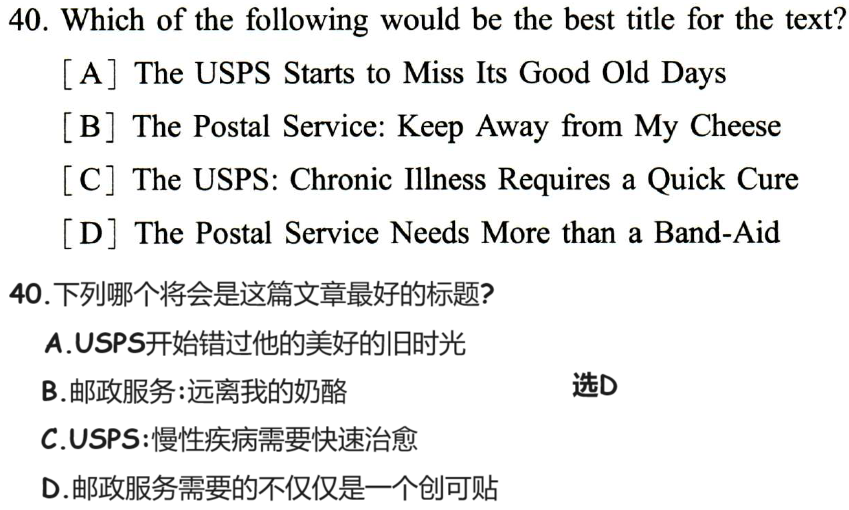 40. Which of the following would be the best title for the text?
[A] The USPS Starts to Miss Its Good Old Days
[B] The Postal Service: Keep Away from My Cheese
[C] The USPS: Chronic Illness Requires a Quick Cure
[D] The Postal Service Needs More than a Band-Aid
40.下列哪个将会是这篇文章最好的标题?
A.USPS开始错过他的美好的旧时光
B.邮政服务:远离我的奶酪
选D
C.USPS:慢性疾病需要快速治愈
D.邮政服务需要的不仅仅是一个创可贴